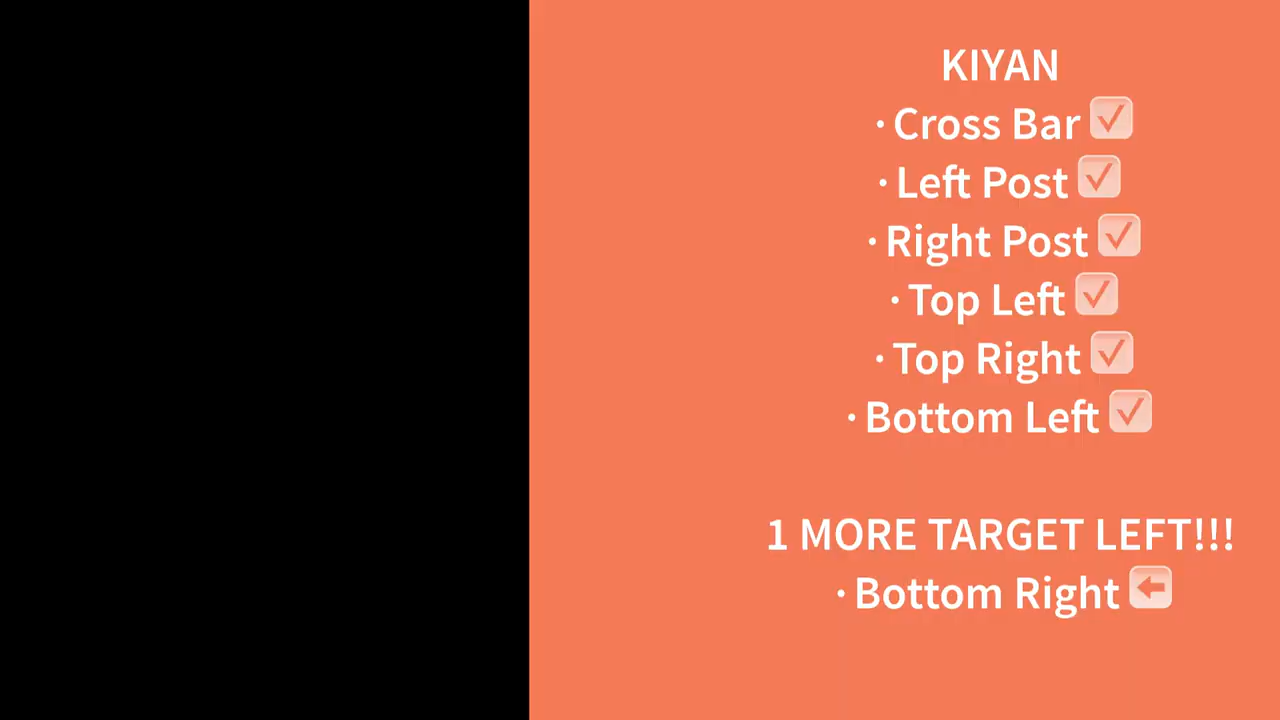 KIYAN
· Cross Bar ☑
· Left Post ☑
· Right Post ☑
· Top Left ☑
· Top Right ☑
· Bottom Left ☑
1 MORE TARGET LEFT!!!
· Bottom Right ⬅